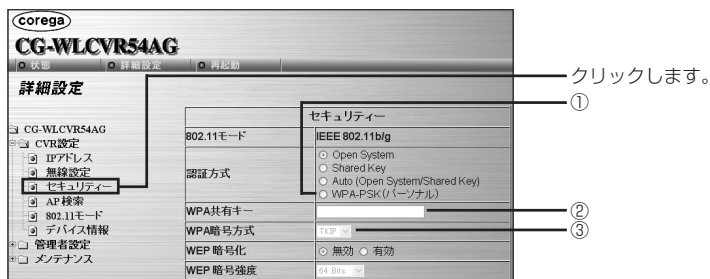 corega
CG-WLCVR54AG
状態 詳細設定 再起動
詳細設定
CG-WLCVR54AG
CVR設定
IPアドレス
無線設定
セキュリティー
AP 検索
802.11モード
デバイス情報
管理者設定
メンテナンス
セキュリティー
802.11モード IEEE 802.11b/g
認証方式
Open System
Shared Key
Auto (Open System/Shared Key)
WPA-PSK(パーソナル)
WPA共有キー
WPA暗号方式 TKIP
WEP 暗号化 無効 有効
WEP 暗号強度 64 Bits
クリックします。
①
②
③